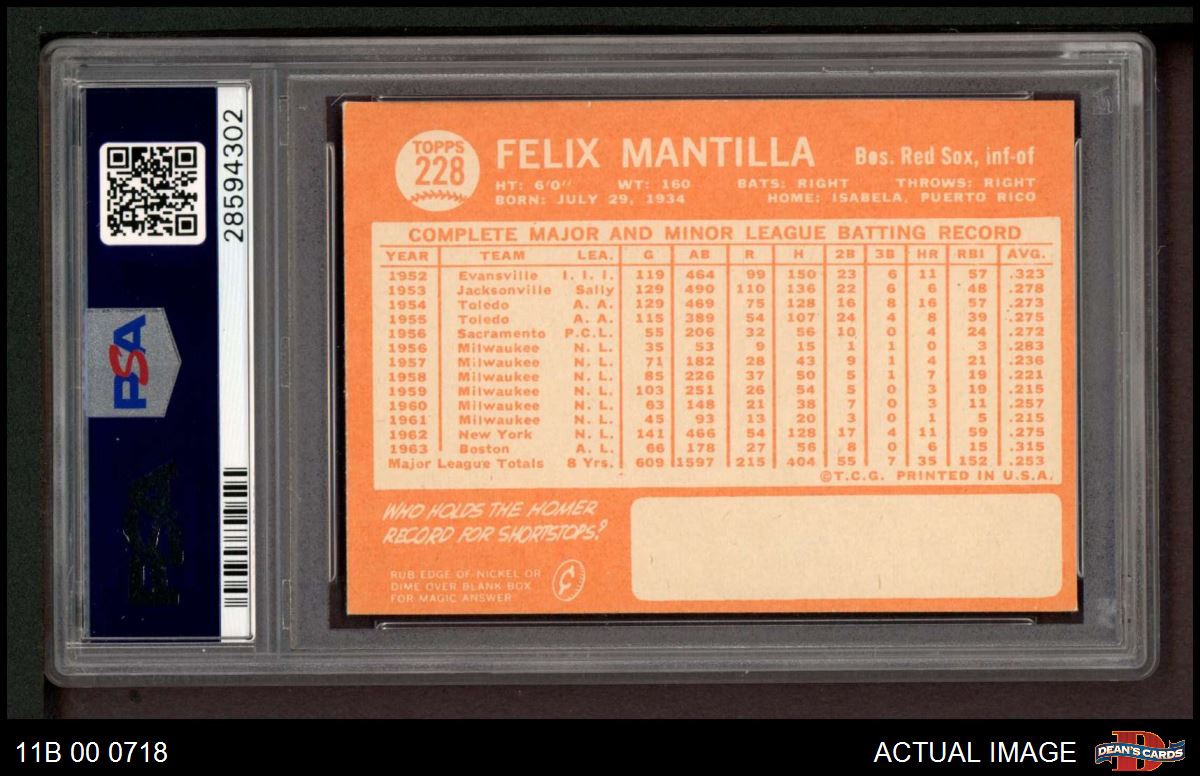 28594302
PSA
PSA
TOPPS
228
FELIX MANTILLA
Bos. Red Sox, inf-of
HT: 6'0" WT: 160 BATS: RIGHT THROWS: RIGHT
BORN: JULY 29, 1934 HOME: ISABELA, PUERTO RICO
COMPLETE MAJOR AND MINOR LEAGUE BATTING RECORD
YEAR TEAM LEA. G AB R H 2B 3B HR RBI AVG.
1952 Evansville I. I. I. 119 464 99 150 23 6 11 57 .323
1953 Jacksonville Sally 129 490 110 136 22 6 6 48 .278
1954 Toledo A. A. 129 469 75 128 16 8 16 57 .273
1955 Toledo A. A. 115 389 54 107 24 4 8 39 .275
1956 Sacramento P.C.L. 55 206 32 56 10 0 4 24 .272
1956 Milwaukee N. L. 35 53 9 15 1 1 0 3 .283
1957 Milwaukee N. L. 71 182 28 43 9 1 4 21 .236
1958 Milwaukee N. L. 85 226 37 50 5 1 7 19 .221
1959 Milwaukee N. L. 103 251 26 54 5 0 3 19 .215
1960 Milwaukee N. L. 63 148 21 38 7 0 3 11 .257
1961 Milwaukee N. L. 45 93 13 20 3 0 1 5 .215
1962 New York N. L. 141 466 54 128 17 4 11 59 .275
1963 Boston A. L. 66 178 27 56 8 0 6 15 .315
Major League Totals 8 Yrs. 609 1597 215 404 55 7 35 152 .253
©T.C.G. PRINTED IN U.S.A.
WHO HOLDS THE HOMER
RECORD FOR SHORTSTOPS?
RUB EDGE OF NICKEL OR
DIME OVER BLANK BOX
FOR MAGIC ANSWER
11B 00 0718
ACTUAL IMAGE
DEAN'S CARDS